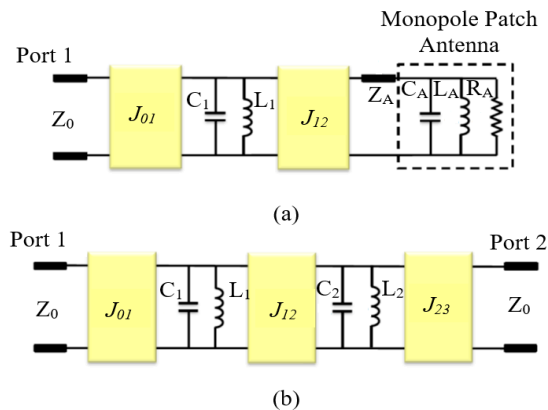 Monopole Patch
Antenna
Port 1
Z0
J01
C1
L1
J12
ZA
CA
LA
RA
(a)
Port 1
Port 2
Z0
J01
C1
L1
J12
C2
L2
J23
Z0
(b)